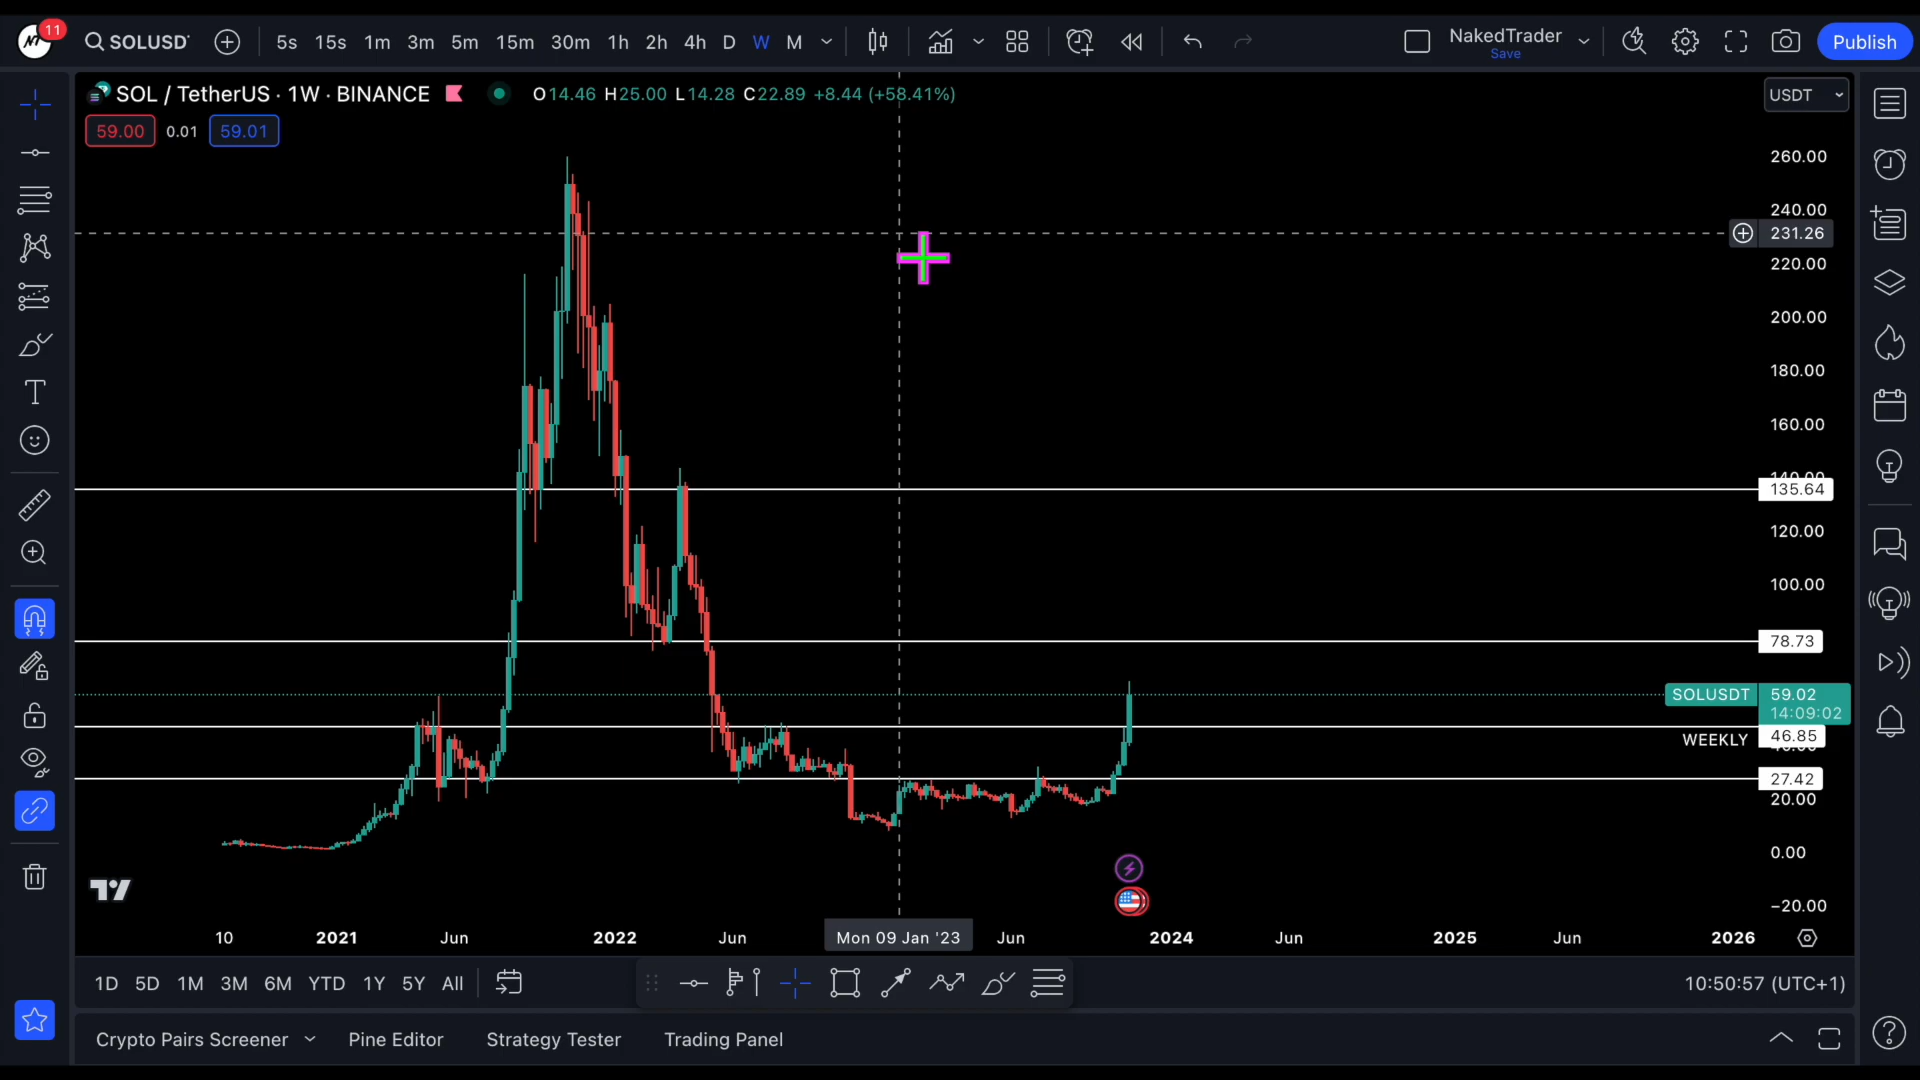 11
SOLUSDT
5s 15s 1m 3m 5m 15m 30m 1h 2h 4h D W M
NakedTrader
Save
Publish
SOL / TetherUS · 1W · BINANCE
O14.46 H25.00 L14.28 C22.89 +8.44 (+58.41%)
USDT
59.00 0.01 59.01
260.00
240.00
231.26
220.00
200.00
180.00
160.00
135.64
120.00
100.00
78.73
SOLUSDT 59.02
14:09:02
WEEKLY 46.85
27.42
20.00
0.00
−20.00
10 2021 Jun 2022 Jun Mon 09 Jan '23 Jun 2024 Jun 2025 Jun 2026
1D 5D 1M 3M 6M YTD 1Y 5Y All
10:50:57 (UTC+1)
Crypto Pairs Screener Pine Editor Strategy Tester Trading Panel